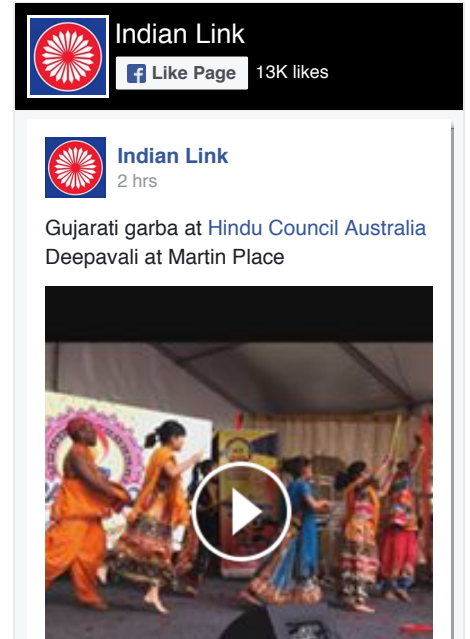 Indian Link
Like Page
13K likes
Indian Link
2 hrs
Gujarati garba at Hindu Council Australia
Deepavali at Martin Place